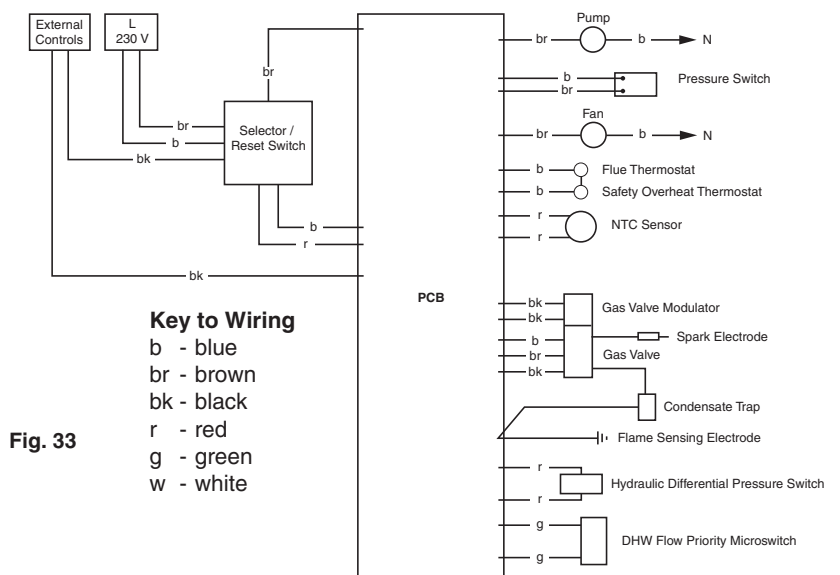 External
Controls
L
230 V
br
br
b
bk
Selector /
Reset Switch
b
r
bk
PCB
Pump
br
b
N
b
br
Pressure Switch
Fan
br
b
N
b
Flue Thermostat
b
Safety Overheat Thermostat
r
NTC Sensor
r
bk
Gas Valve Modulator
bk
b
Spark Electrode
br
Gas Valve
bk
Condensate Trap
Flame Sensing Electrode
r
Hydraulic Differential Pressure Switch
r
g
DHW Flow Priority Microswitch
g
Key to Wiring
b - blue
br - brown
bk - black
r - red
g - green
w - white
Fig. 33